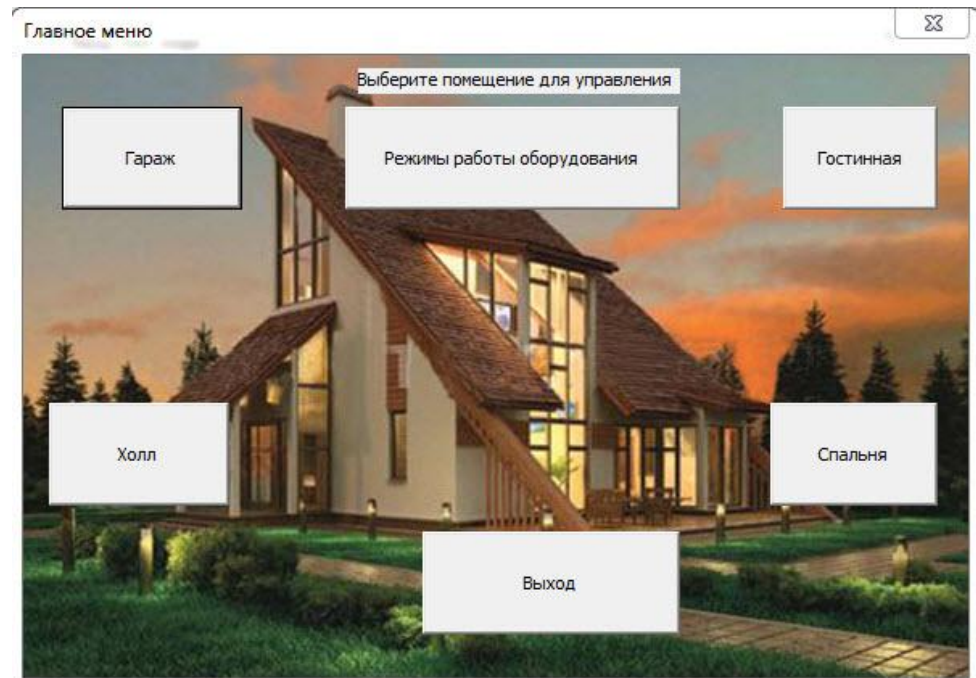 Главное меню
Выберите помещение для управления
Гараж
Режимы работы оборудования
Гостинная
Холл
Спальня
Выход